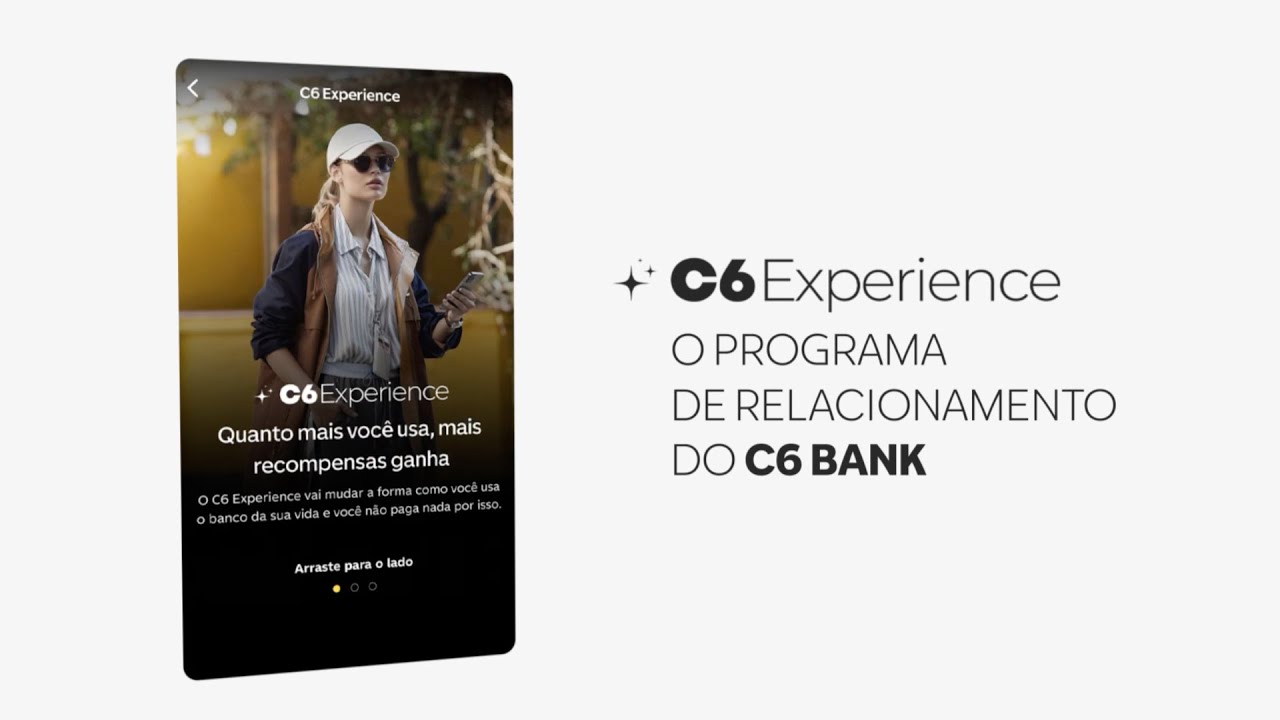 C6 Experience
C6 Experience
Quanto mais você usa, mais
recompensas ganha
O C6 Experience vai mudar a forma como você usa
o banco da sua vida e você não paga nada por isso.
Arraste para o lado
C6 Experience
O PROGRAMA
DE RELACIONAMENTO
DO C6 BANK